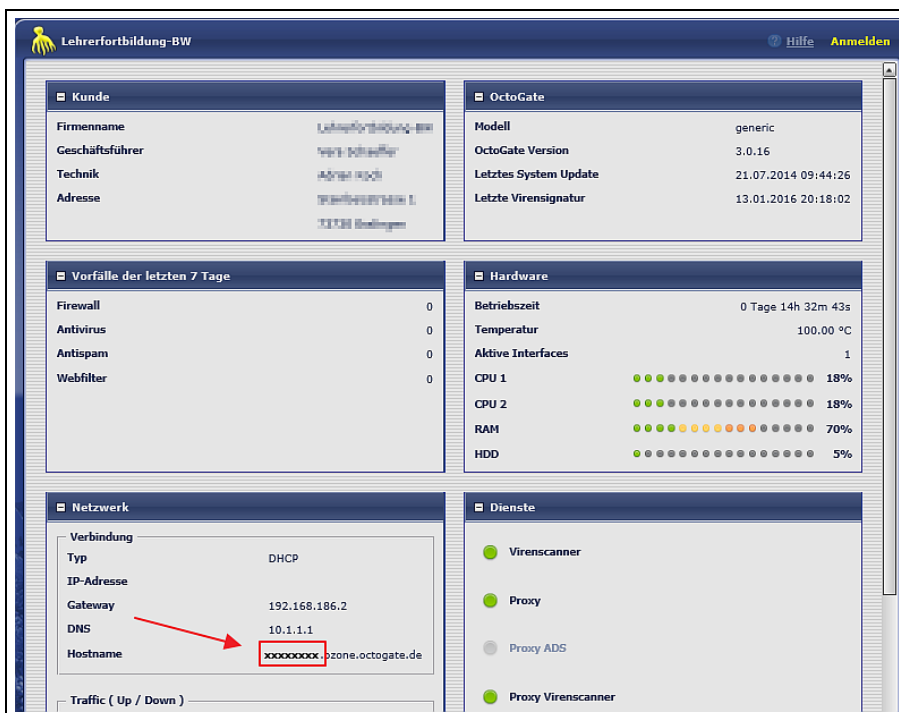 Lehrerfortbildung-BW
Hilfe Anmelden
Kunde
Firmenname
Geschäftsführer
Technik
Adresse
OctoGate
Modell generic
OctoGate Version 3.0.16
Letztes System Update 21.07.2014 09:44:26
Letzte Virensignatur 13.01.2016 20:18:02
Vorfälle der letzten 7 Tage
Firewall 0
Antivirus 0
Antispam 0
Webfilter 0
Hardware
Betriebszeit 0 Tage 14h 32m 43s
Temperatur 100.00 °C
Aktive Interfaces 1
CPU 1 18%
CPU 2 18%
RAM 70%
HDD 5%
Netzwerk
Verbindung
Typ DHCP
IP-Adresse
Gateway 192.168.186.2
DNS 10.1.1.1
Hostname xxxxxxxx.ozone.octogate.de
Traffic ( Up / Down )
Dienste
Virenscanner
Proxy
Proxy ADS
Proxy Virenscanner